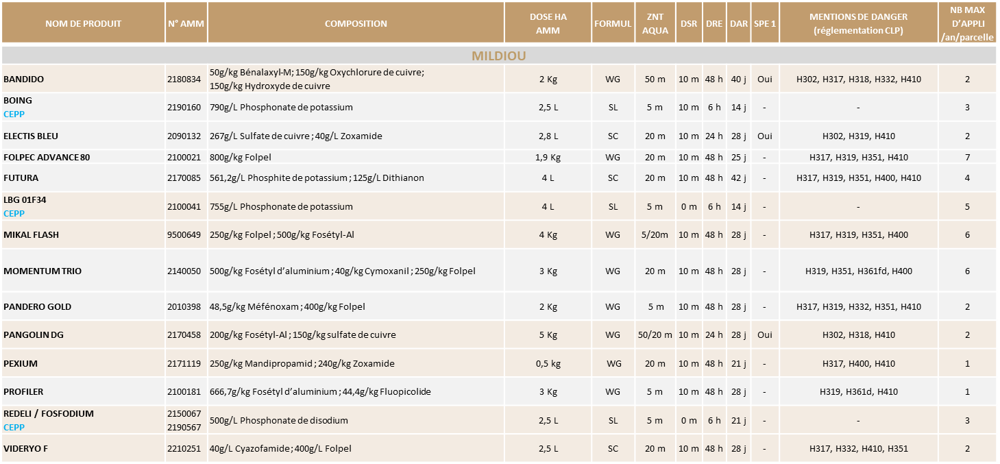 NOM DE PRODUIT N° AMM COMPOSITION DOSE HA AMM FORMUL ZNT AQUA DSR DRE DAR SPE 1 MENTIONS DE DANGER (réglementation CLP) NB MAX D'APPLI /an/parcelle
MILDIOU
BANDIDO 2180834 50g/kg Bénalaxyl-M; 150g/kg Oxychlorure de cuivre; 150g/kg Hydroxyde de cuivre 2 Kg WG 50 m 10 m 48 h 40 j Oui H302, H317, H318, H332, H410 2
BOING CEPP 2190160 790g/L Phosphonate de potassium 2,5 L SL 5 m 10 m 6 h 14 j - - 3
ELECTIS BLEU 2090132 267g/L Sulfate de cuivre ; 40g/L Zoxamide 2,8 L SC 20 m 10 m 24 h 28 j Oui H302, H319, H410 2
FOLPEC ADVANCE 80 2100021 800g/kg Folpel 1,9 Kg WG 20 m 10 m 48 h 25 j - H317, H319, H351, H410 7
FUTURA 2170085 561,2g/L Phosphite de potassium ; 125g/L Dithianon 4 L SC 20 m 10 m 48 h 42 j - H317, H319, H351, H400, H410 4
LBG 01F34 CEPP 2100041 755g/L Phosphonate de potassium 4 L SL 5 m 0 m 6 h 14 j - - 5
MIKAL FLASH 9500649 250g/kg Folpel ; 500g/kg Fosétyl-Al 4 Kg WG 5/20m 10 m 48 h 28 j - H317, H319, H351, H400 6
MOMENTUM TRIO 2140050 500g/kg Fosétyl d'aluminium ; 40g/kg Cymoxanil ; 250g/kg Folpel 3 Kg WG 20 m 10 m 48 h 28 j - H319, H351, H361fd, H400 6
PANDERO GOLD 2010398 48,5g/kg Méfénoxam ; 400g/kg Folpel 2 Kg WG 5 m 10 m 48 h 28 j - H317, H319, H332, H351, H410 2
PANGOLIN DG 2170458 200g/kg Fosétyl-Al ; 150g/kg sulfate de cuivre 5 Kg WG 50/20 m 10 m 24 h 28 j Oui H302, H318, H410 2
PEXIUM 2171119 250g/kg Mandipropamid ; 240g/kg Zoxamide 0,5 kg WG 20 m 10 m 48 h 21 j - H317, H400, H410 1
PROFILER 2100181 666,7g/kg Fosétyl d'aluminium ; 44,4g/kg Fluopicolide 3 Kg WG 5 m 10 m 48 h 28 j - H319, H361d, H410 1
REDELI / FOSFODIUM CEPP 2150067 2190567 500g/L Phosphonate de disodium 2,5 L SL 5 m 0 m 6 h 21 j - - 3
VIDERYO F 2210251 40g/L Cyazofamide ; 400g/L Folpel 2,5 L SC 20 m 10 m 48 h 28 j - H317, H332, H410, H351 2